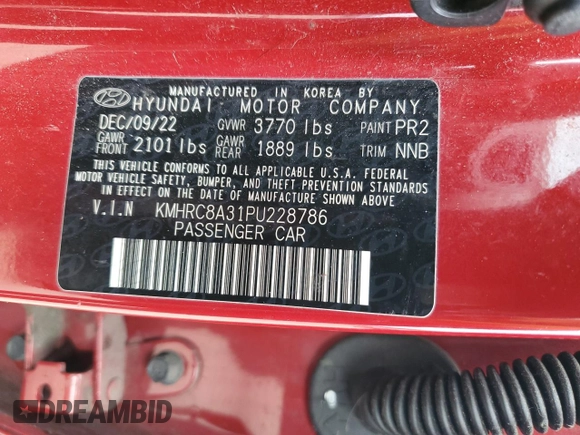 MANUFACTURED IN KOREA BY
HYUNDAI MOTOR COMPANY
DEC/09/22 GVWR 3770 lbs PAINT PR2
GAWR FRONT 2101 lbs GAWR REAR 1889 lbs TRIM NNB
THIS VEHICLE CONFORMS TO ALL APPLICABLE U.S.A FEDERAL
MOTOR VEHICLE SAFETY, BUMPER, AND THEFT PREVENTION STANDARDS
IN EFFECT ON THE DATE OF MANUFACTURE SHOWN ABOVE
V.I.N KMHRC8A31PU228786
PASSENGER CAR
DREAMBID